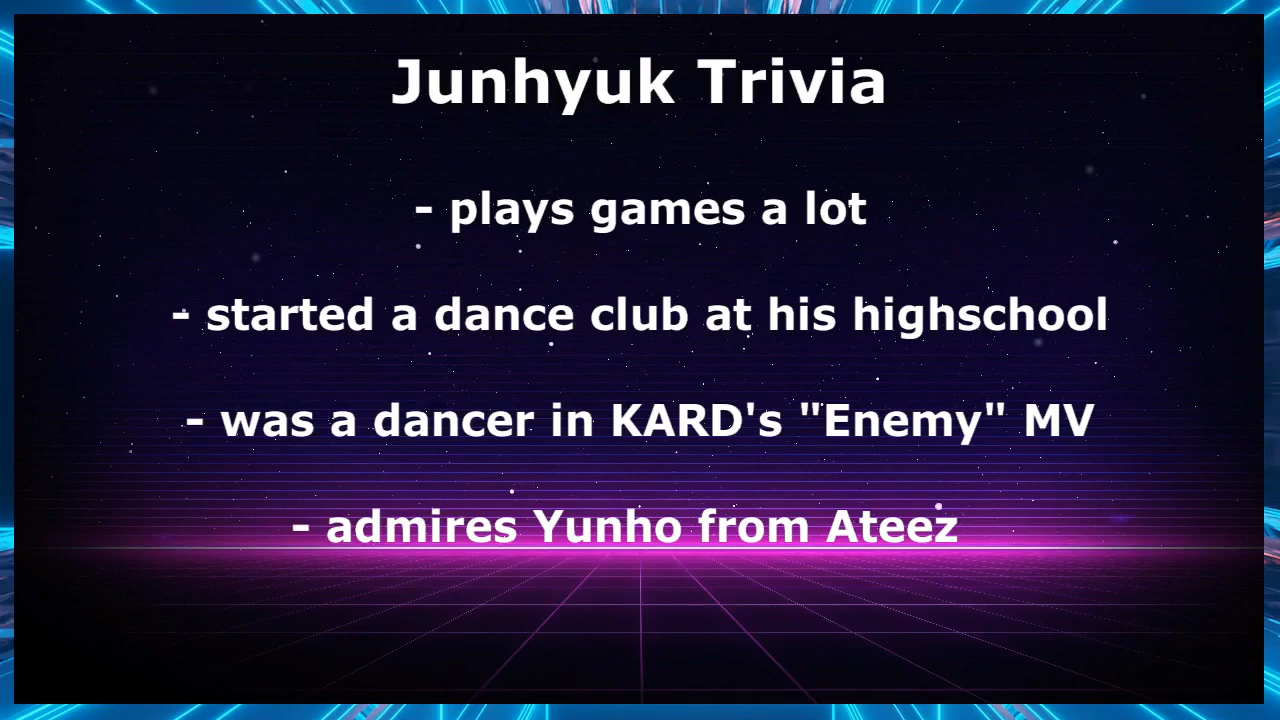 Junhyuk Trivia
- plays games a lot
- started a dance club at his highschool
- was a dancer in KARD's "Enemy" MV
- admires Yunho from Ateez